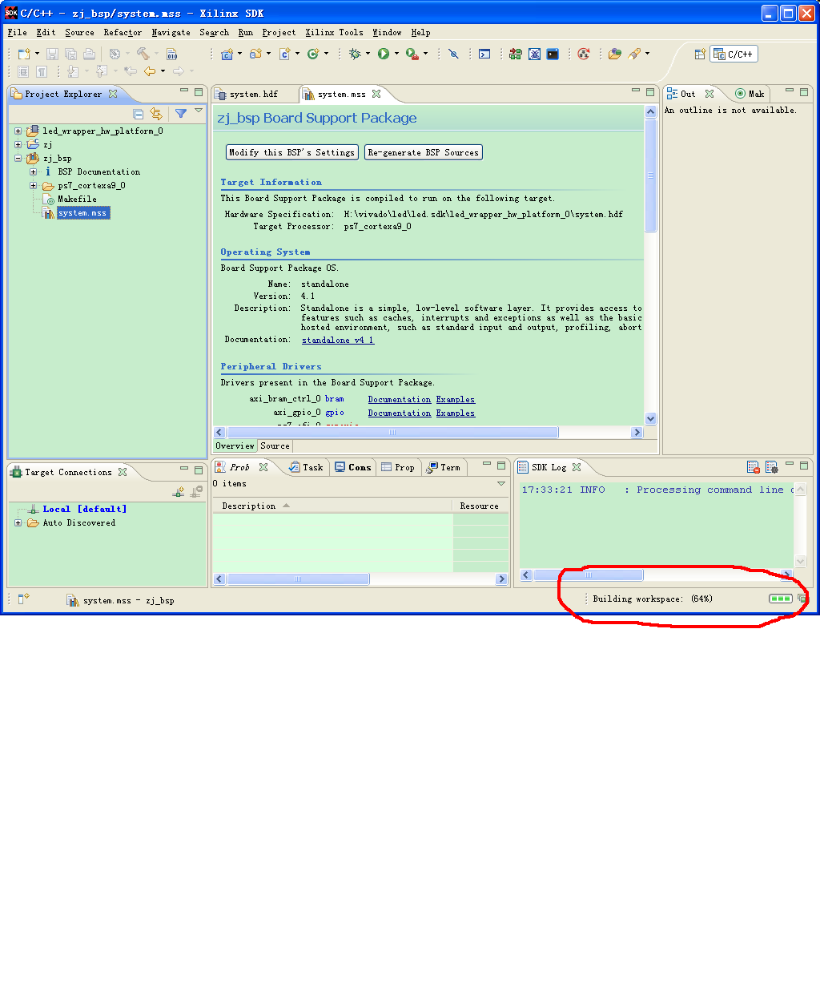 C/C++ - zj_bsp/system.mss - Xilinx SDK
File Edit Source Refactor Navigate Search Run Project Xilinx Tools Window Help
C/C++
Project Explorer
led_wrapper_hw_platform_0
zj
zj_bsp
BSP Documentation
ps7_cortexa9_0
Makefile
system.mss
system.hdf
system.mss
zj_bsp Board Support Package
Modify this BSP's Settings
Re-generate BSP Sources
Target Information
This Board Support Package is compiled to run on the following target.
Hardware Specification: H:\vivado\led\led.sdk\led_wrapper_hw_platform_0\system.hdf
Target Processor: ps7_cortexa9_0
Operating System
Board Support Package OS.
Name: standalone
Version: 4.1
Description: Standalone is a simple, low-level software layer. It provides access to
features such as caches, interrupts and exceptions as well as the basic
hosted environment, such as standard input and output, profiling, abort
Documentation: standalone_v4_1
Peripheral Drivers
Drivers present in the Board Support Package.
axi_bram_ctrl_0 bram Documentation Examples
axi_gpio_0 gpio Documentation Examples
Overview Source
Out
Mak
An outline is not available.
Target Connections
Local [default]
Auto Discovered
Prob
Task
Cons
Prop
Term
0 items
Description
Resource
SDK Log
17:33:21 INFO : Processing command line
system.mss - zj_bsp
Building workspace: (64%)